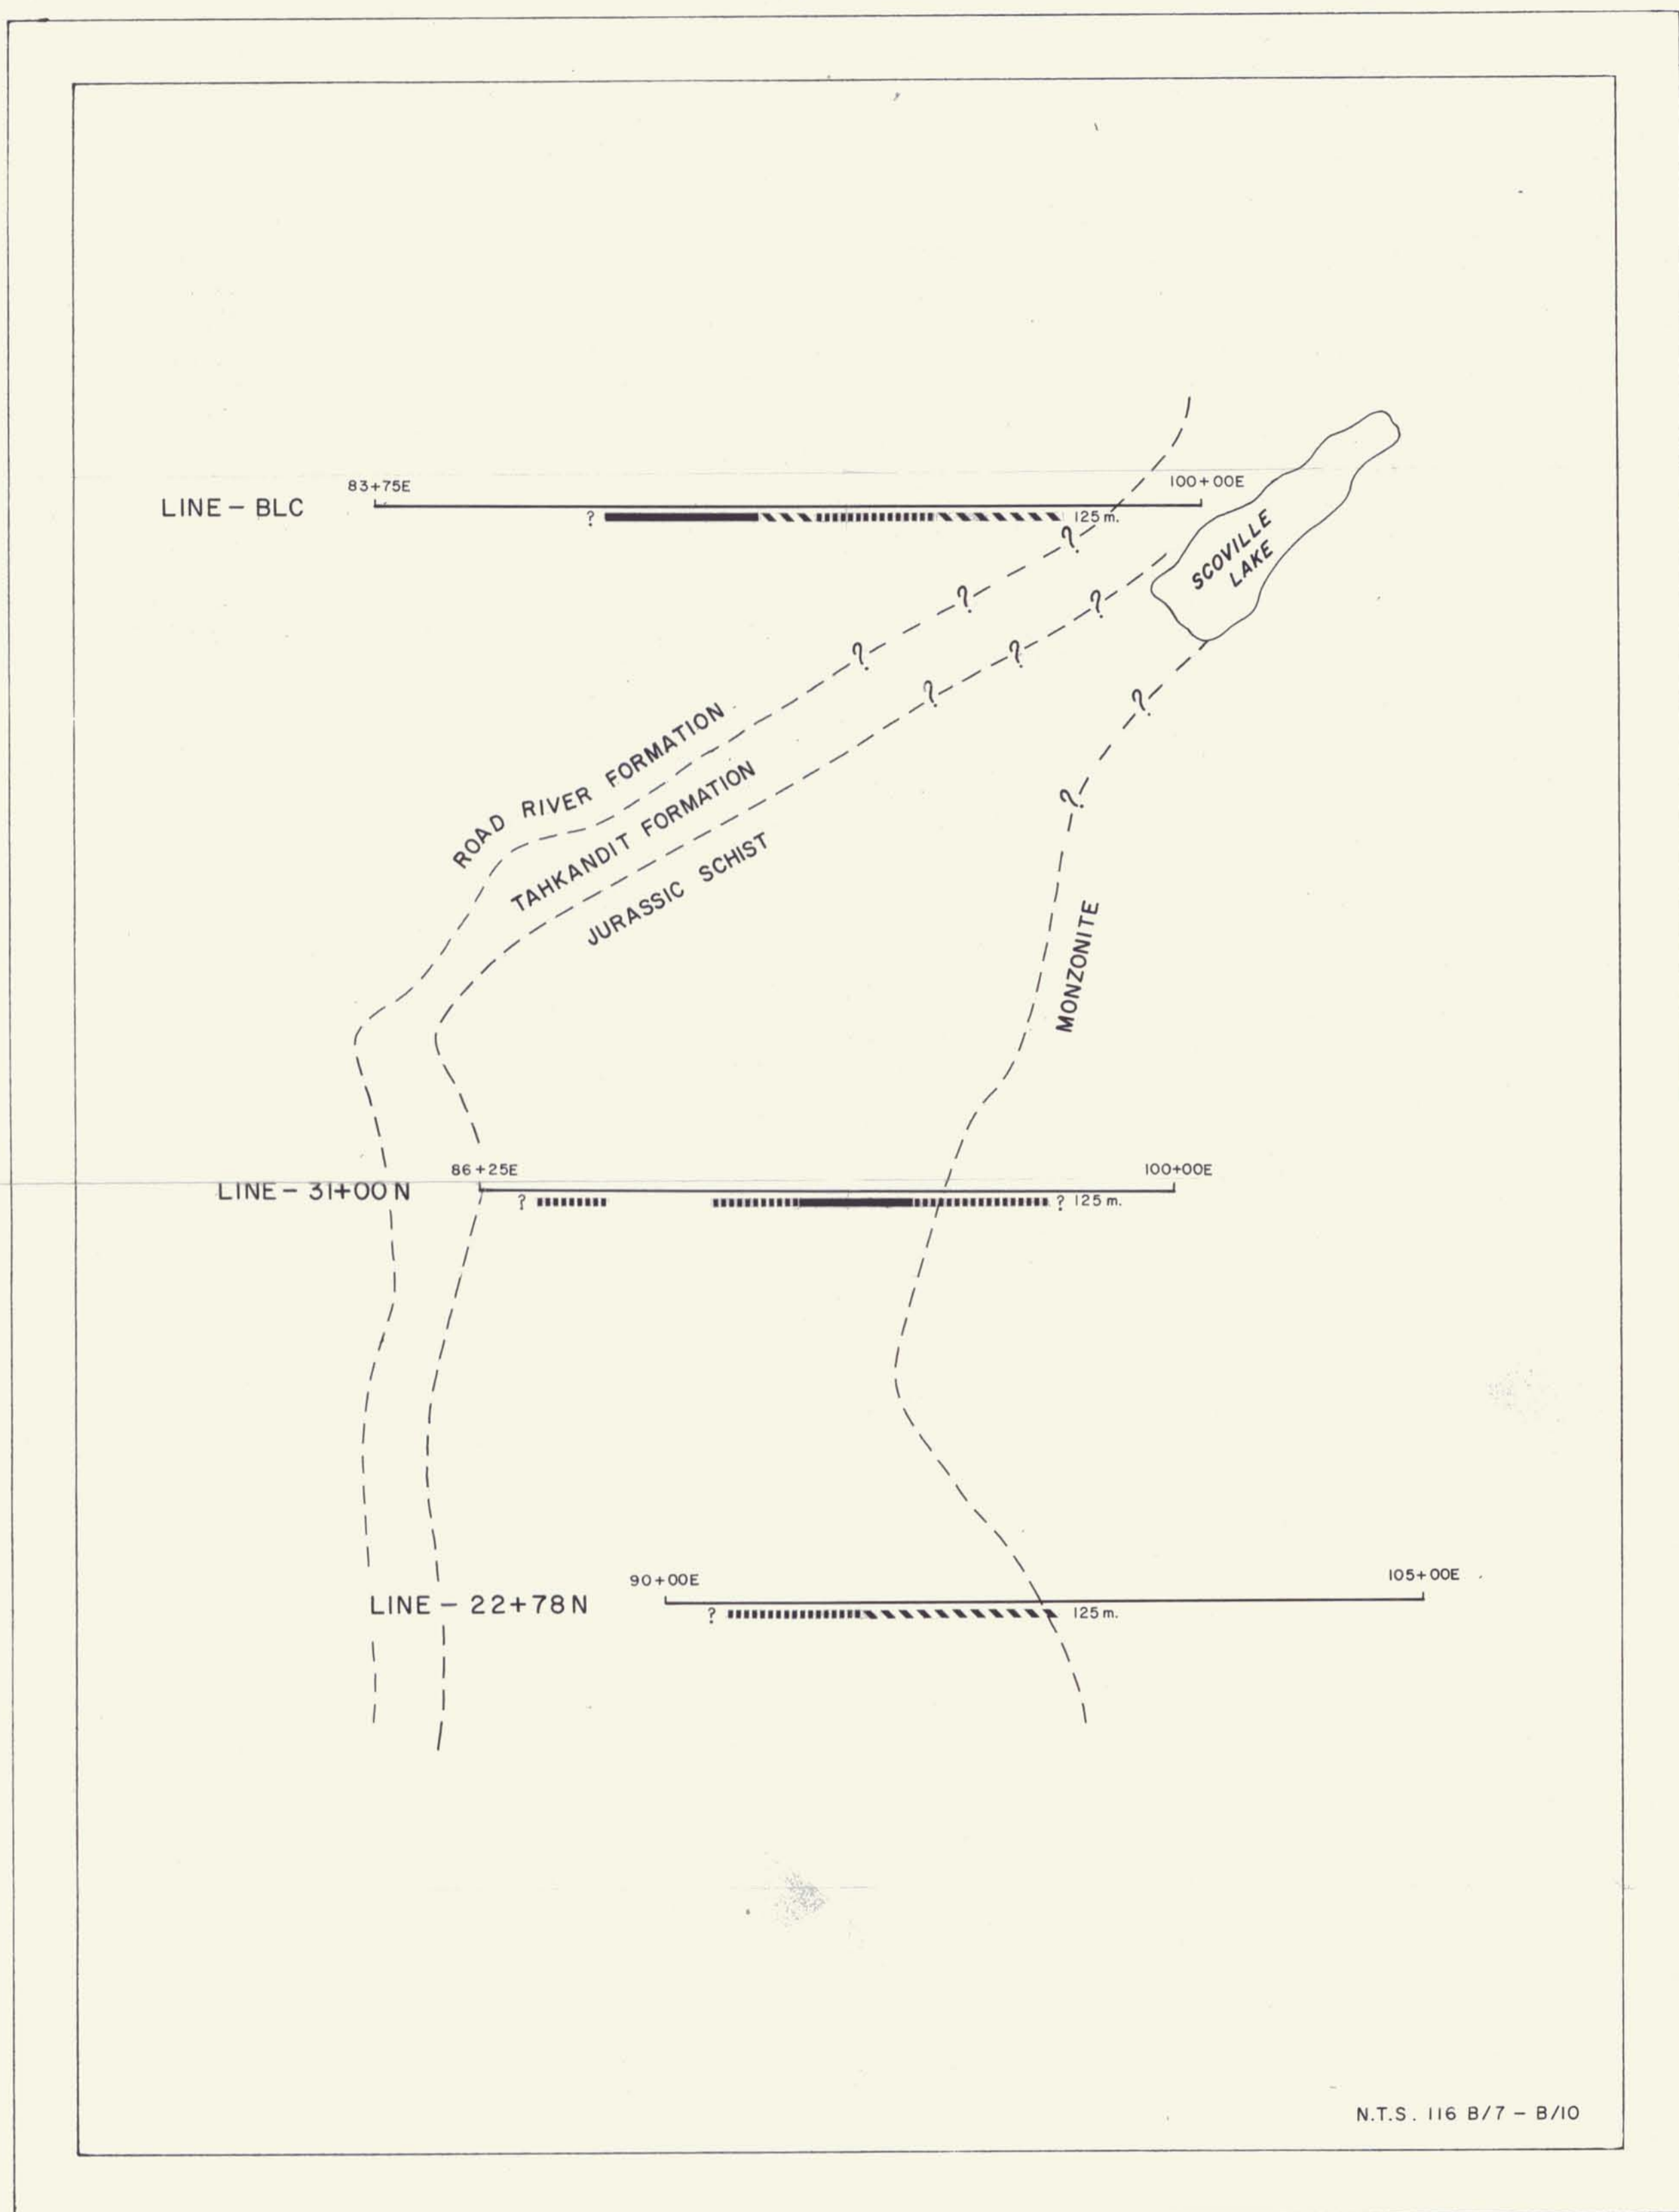 83+75E
100+00E
LINE - BLC
?
125 m.
SCOVILLE
LAKE
?
?
?
?
?
?
?
?
ROAD RIVER FORMATION
TAHKANDIT FORMATION
JURASSIC SCHIST
MONZONITE
86+25E
100+00E
LINE - 31+00 N
?
? 125 m.
90+00E
105+00E
LINE - 22+78 N
?
125 m.
N.T.S. 116 B/7 - B/10